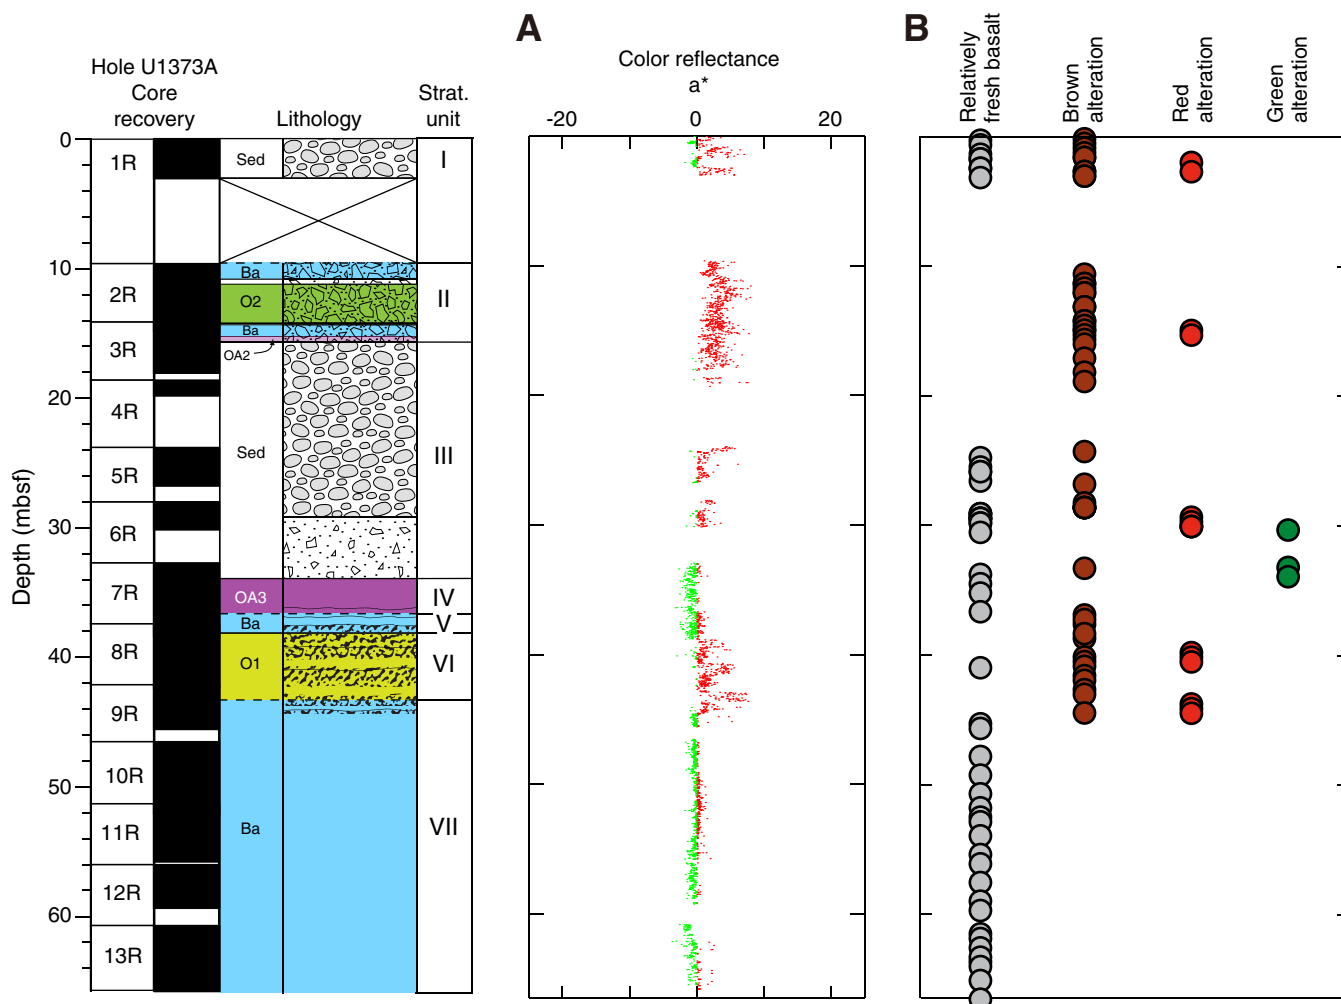 A
B
Hole U1373A
Core
recovery
Lithology
Strat.
unit
Color reflectance
a*
-20
0
20
Relatively
fresh basalt
Brown
alteration
Red
alteration
Green
alteration
Depth (mbsf)
0
10
20
30
40
50
60
1R
2R
3R
4R
5R
6R
7R
8R
9R
10R
11R
12R
13R
Sed
Ba
O2
Ba
OA2
Sed
OA3
Ba
O1
Ba
I
II
III
IV
V
VI
VII